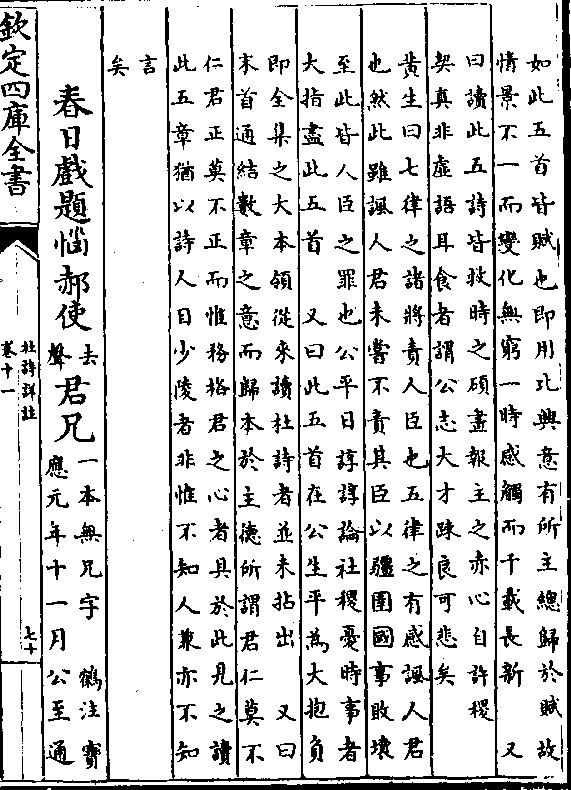 如此五首皆賦也即用比興意有所主總歸於賦故
情景不一而變化無窮一時感觸而千載長新 又
曰讀此五詩皆救時之碩畫報主之赤心自許稷
契真非虛語耳食者謂公志大才踈良可悲矣
黄生曰七律之諸將責人臣也五律之有感諷人君
也然此雖諷人君未嘗不責其臣以疆圉國事敗壞
至此皆人臣之罪也公平日諄諄論社稷憂時事者
大指盡此五首 又曰此五首在公生平為大抱負
即全集之大本領從來讀杜詩者並未拈出 又曰
末首通結數章之意而歸本於主德所謂君仁莫不
仁君正莫不正而惟務格君之心者具於此見之讀
此五章猶以詩人目少陵者非惟不知人兼亦不知
言
矣
春日戲題惱郝使去聲君兄一本無兄字 鶴注寶
應元年十一月公至通
欽定四庫全書
杜詩詳註
卷十一
七十